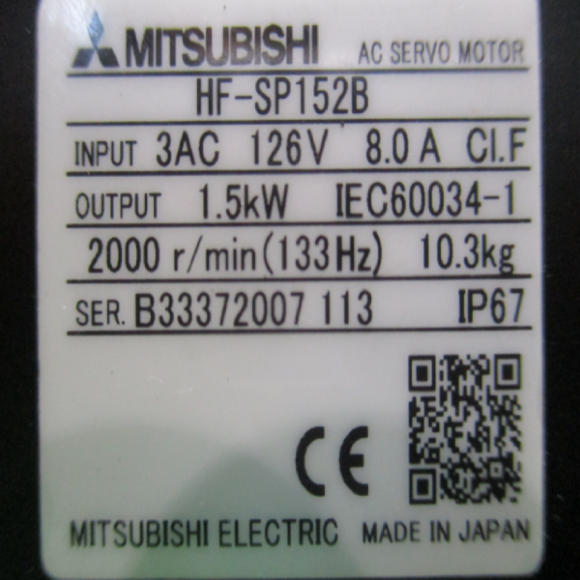 MITSUBISHI AC SERVO MOTOR
HF-SP152B
INPUT 3AC 126V 8.0A CI.F
OUTPUT 1.5kW IEC60034-1
2000 r/min(133Hz) 10.3kg
SER. B33372007 113 IP67
CE
MITSUBISHI ELECTRIC MADE IN JAPAN